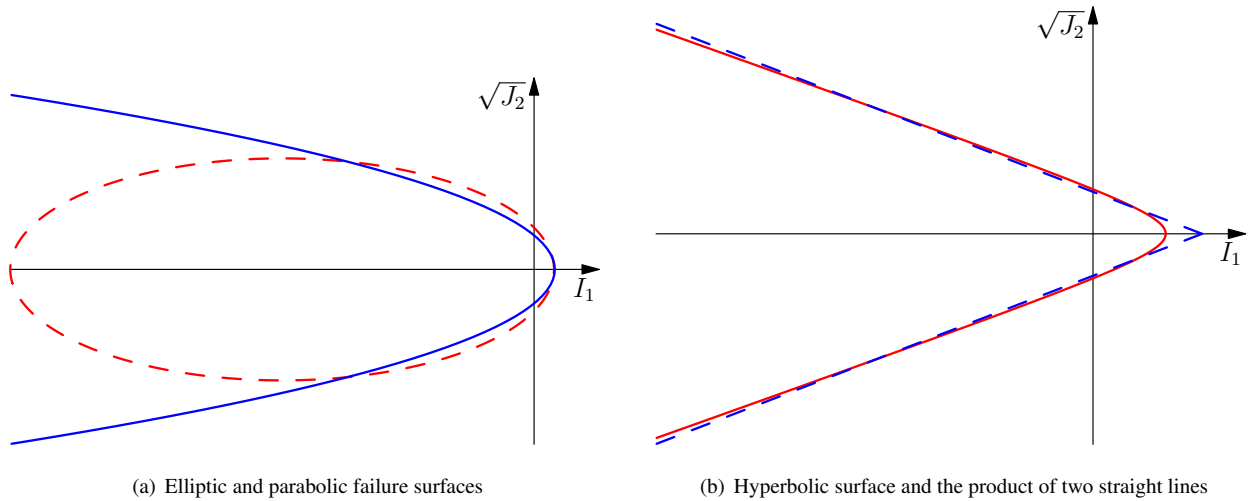 √J₂
I₁
(a) Elliptic and parabolic failure surfaces
√J₂
I₁
(b) Hyperbolic surface and the product of two straight lines